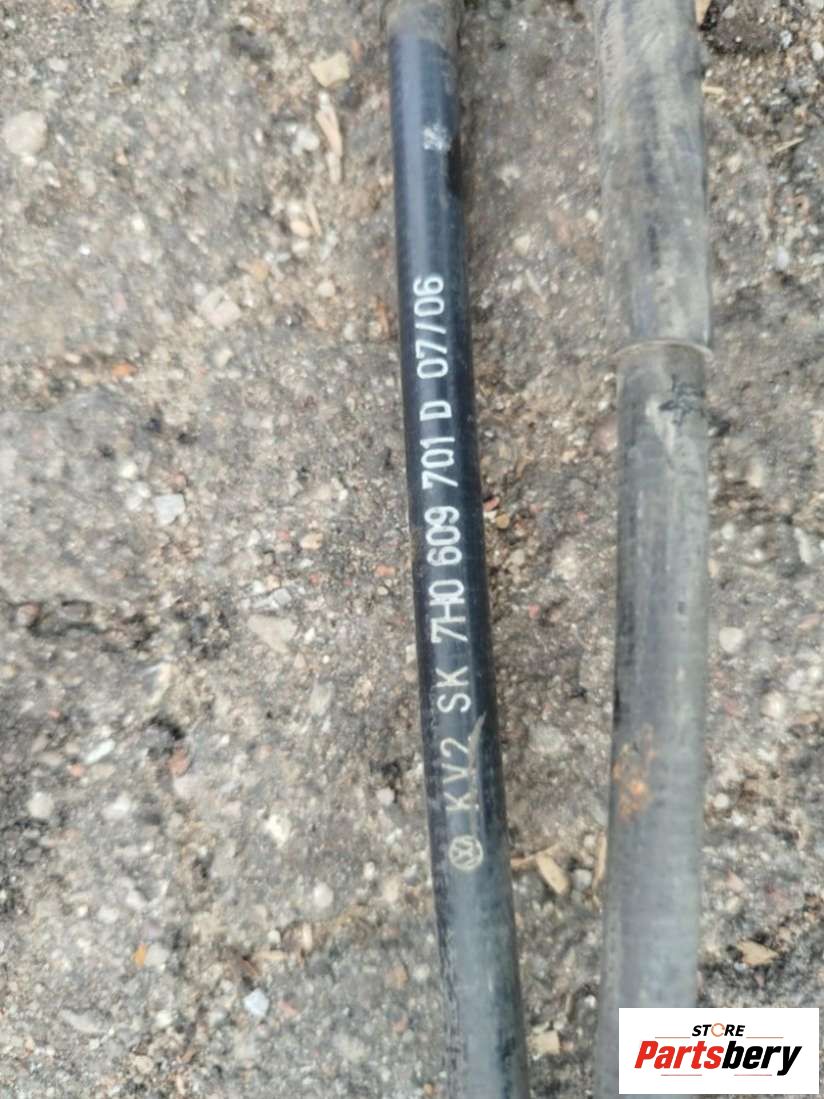 KV2 SK 7H0 609 701 D 07/06
STORE
Partsbery